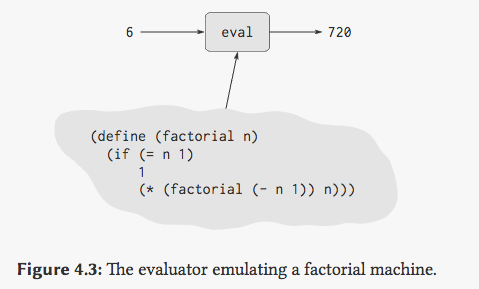 6 eval 720
(define (factorial n)
(if (= n 1)
1
(* (factorial (- n 1)) n)))
Figure 4.3: The evaluator emulating a factorial machine.